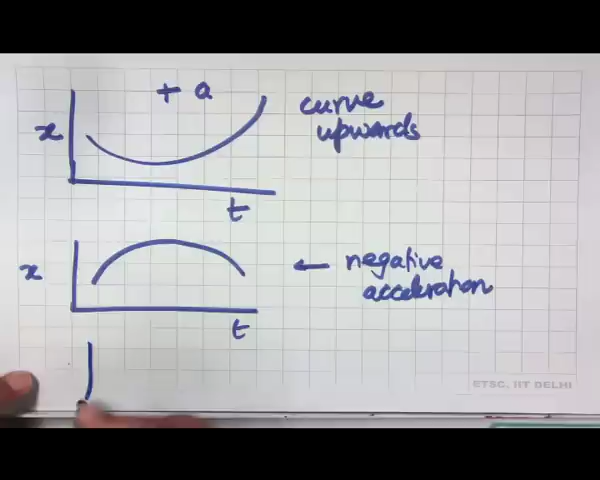 + a
curve
upwards
x
t
x
← negative
acceleration
t
ETSC, IIT DELHI